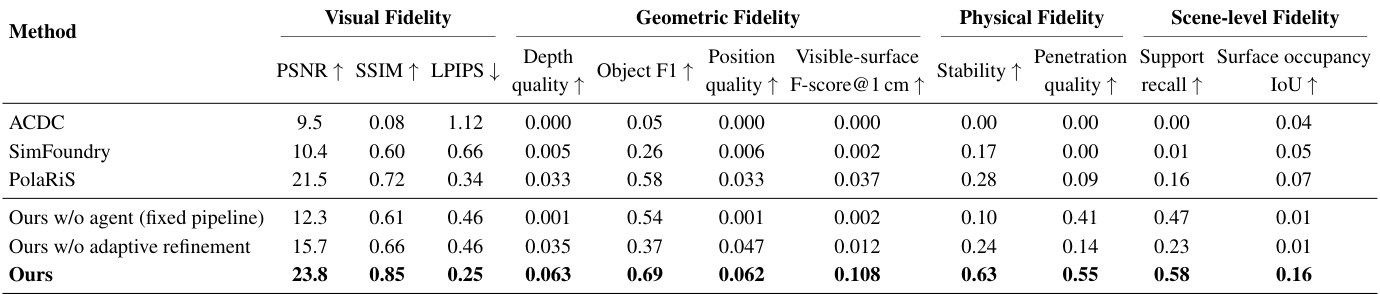 Method Visual Fidelity Geometric Fidelity Physical Fidelity Scene-level Fidelity
PSNR ↑ SSIM ↑ LPIPS ↓ Depth quality ↑ Object F1 ↑ Position quality ↑ Visible-surface F-score@1 cm ↑ Stability ↑ Penetration quality ↑ Support recall ↑ Surface occupancy IoU ↑
ACDC 9.5 0.08 1.12 0.000 0.05 0.000 0.000 0.00 0.00 0.00 0.04
SimFoundry 10.4 0.60 0.66 0.005 0.26 0.006 0.002 0.17 0.00 0.01 0.05
PolaRiS 21.5 0.72 0.34 0.033 0.58 0.033 0.037 0.28 0.09 0.16 0.07
Ours w/o agent (fixed pipeline) 12.3 0.61 0.46 0.001 0.54 0.001 0.002 0.10 0.41 0.47 0.01
Ours w/o adaptive refinement 15.7 0.66 0.46 0.035 0.37 0.047 0.012 0.24 0.14 0.23 0.01
Ours 23.8 0.85 0.25 0.063 0.69 0.062 0.108 0.63 0.55 0.58 0.16